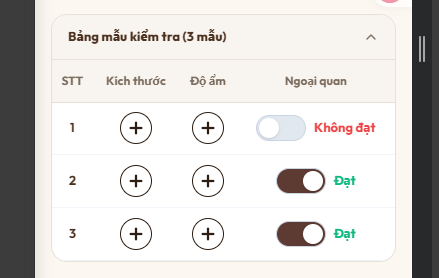 Bảng mẫu kiểm tra (3 mẫu)
STT Kích thước Độ ẩm Ngoại quan
1 Không đạt
2 Đạt
3 Đạt